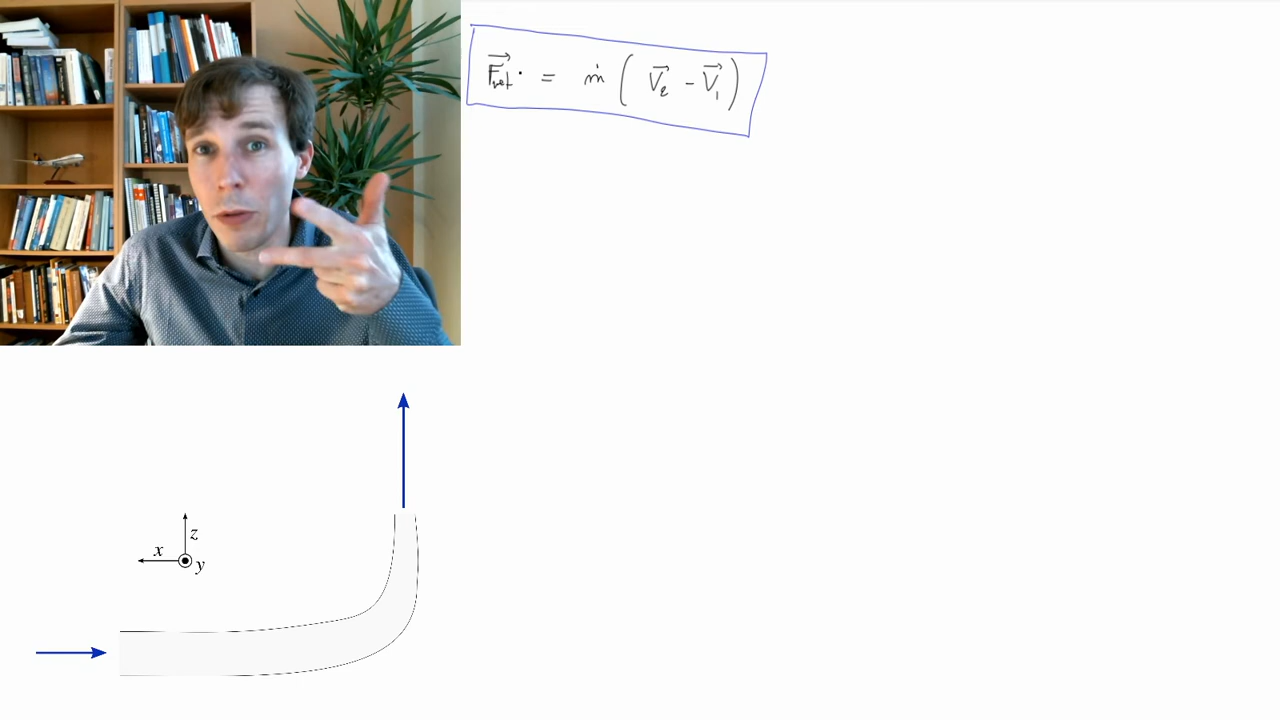 F⃗net = ṁ ( V⃗₂ - V⃗₁ )
z
x
y